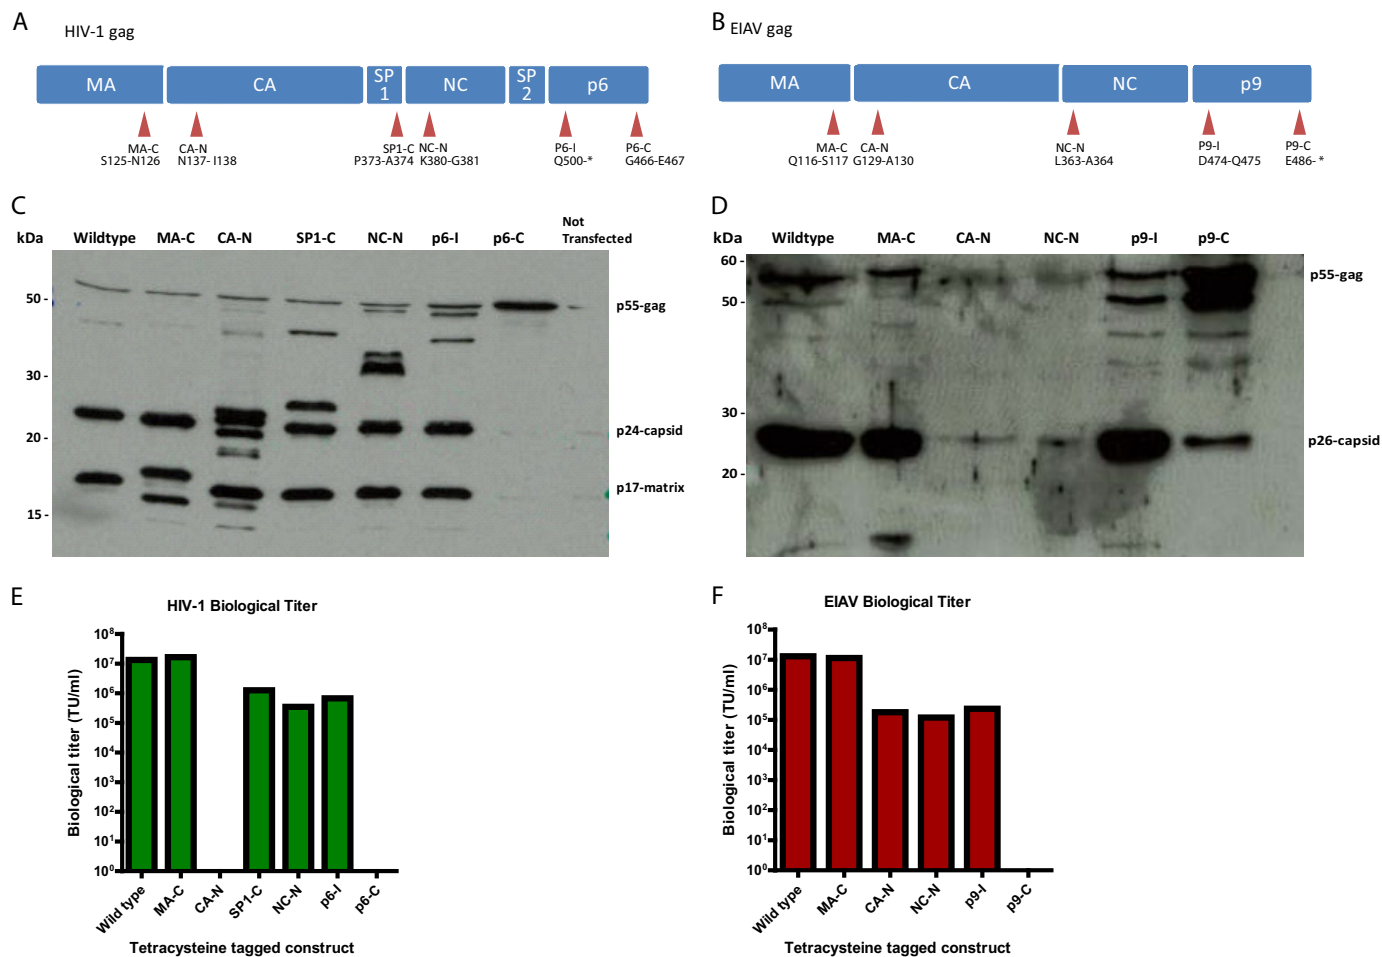 A
HIV-1 gag
MA CA SP 1 NC SP 2 p6
MA-C
S125-N126
CA-N
N137- I138
SP1-C
P373-A374
NC-N
K380-G381
P6-I
Q500-*
P6-C
G466-E467
B
EIAV gag
MA CA NC p9
MA-C
Q116-S117
CA-N
G129-A130
NC-N
L363-A364
P9-I
D474-Q475
P9-C
E486- *
C
kDa Wildtype MA-C CA-N SP1-C NC-N p6-I p6-C Not Transfected
50 -
30 -
20 -
15 -
p55-gag
p24-capsid
p17-matrix
D
kDa Wildtype MA-C CA-N NC-N p9-I p9-C
60 -
50 -
30 -
20 -
p55-gag
p26-capsid
E
HIV-1 Biological Titer
Biological titer (TU/ml)
10⁸
10⁷
10⁶
10⁵
10⁴
10³
10²
10¹
10⁰
Wild type MA-C CA-N SP1-C NC-N p6-I p6-C
Tetracysteine tagged construct
F
EIAV Biological Titer
Biological titer (TU/ml)
10⁸
10⁷
10⁶
10⁵
10⁴
10³
10²
10¹
10⁰
Wild type MA-C CA-N NC-N p9-I p9-C
Tetracysteine tagged construct